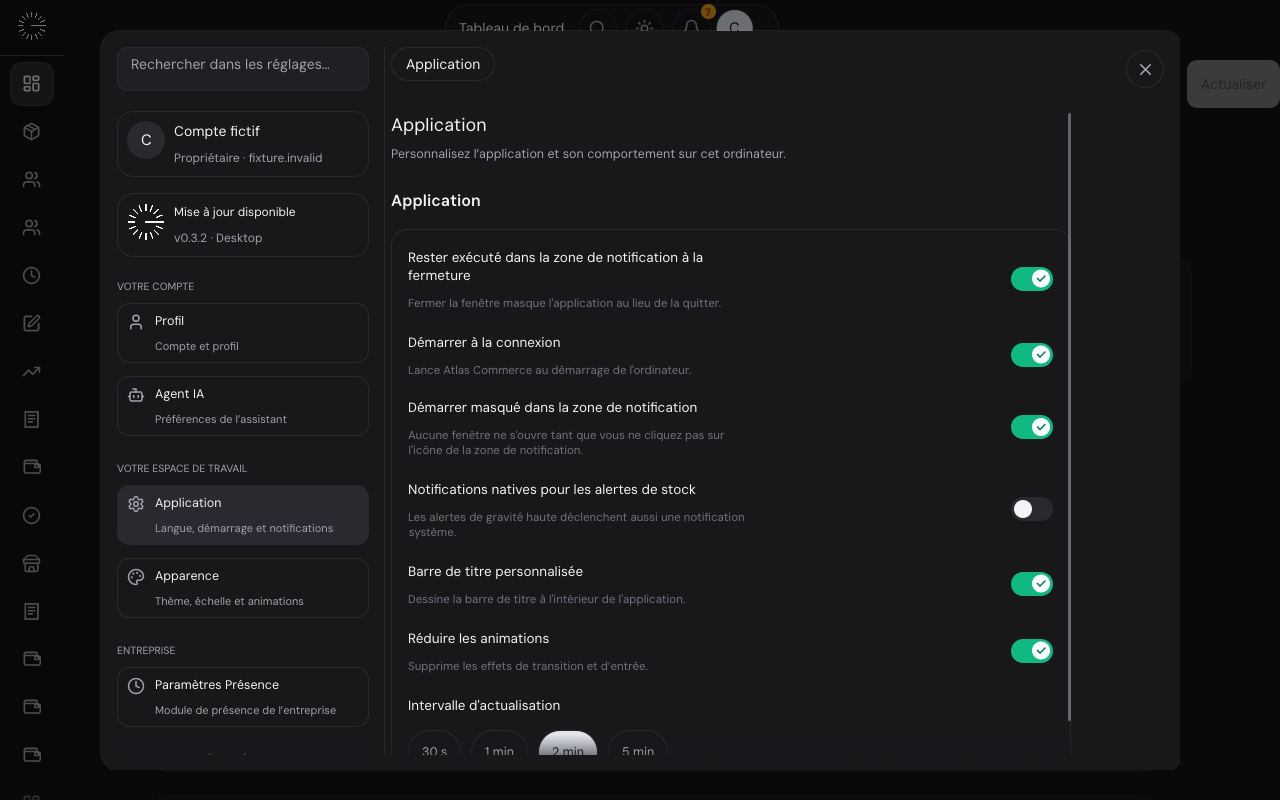 Tableau de bord
7
C
Actualiser
Rechercher dans les réglages...
C
Compte fictif
Propriétaire · fixture.invalid
Mise à jour disponible
v0.3.2 · Desktop
VOTRE COMPTE
Profil
Compte et profil
Agent IA
Préférences de l'assistant
VOTRE ESPACE DE TRAVAIL
Application
Langue, démarrage et notifications
Apparence
Thème, échelle et animations
ENTREPRISE
Paramètres Présence
Module de présence de l'entreprise
Application
Application
Personnalisez l'application et son comportement sur cet ordinateur.
Application
Rester exécuté dans la zone de notification à la
fermeture
Fermer la fenêtre masque l'application au lieu de la quitter.
Démarrer à la connexion
Lance Atlas Commerce au démarrage de l'ordinateur.
Démarrer masqué dans la zone de notification
Aucune fenêtre ne s'ouvre tant que vous ne cliquez pas sur
l'icône de la zone de notification.
Notifications natives pour les alertes de stock
Les alertes de gravité haute déclenchent aussi une notification
système.
Barre de titre personnalisée
Dessine la barre de titre à l'intérieur de l'application.
Réduire les animations
Supprime les effets de transition et d'entrée.
Intervalle d'actualisation
30 s
1 min
2 min
5 min